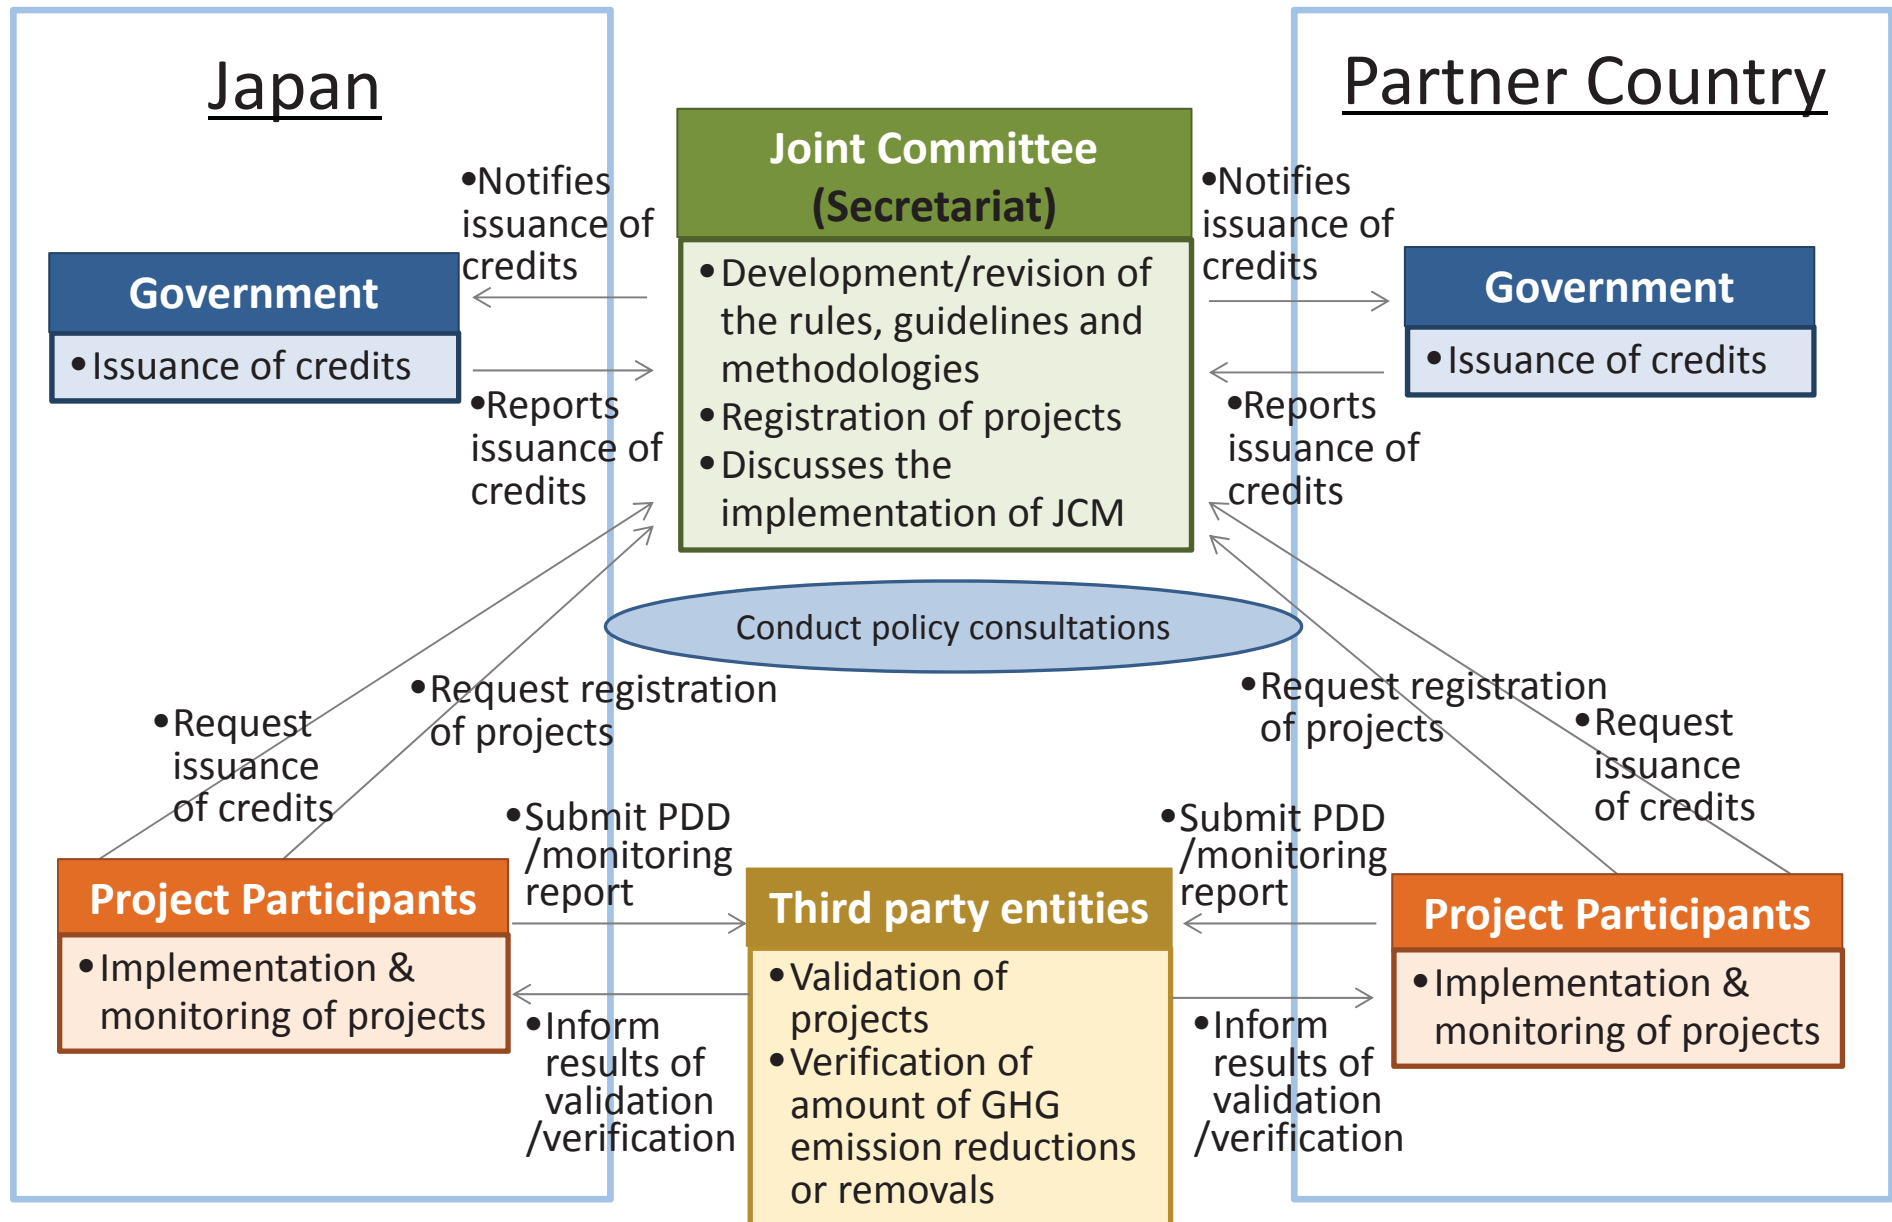 Japan
Partner Country
Joint Committee
(Secretariat)
•Development/revision of
the rules, guidelines and
methodologies
•Registration of projects
•Discusses the
implementation of JCM
•Notifies
issuance of
credits
Government
•Issuance of credits
•Reports
issuance of
credits
•Notifies
issuance of
credits
Government
•Issuance of credits
•Reports
issuance of
credits
Conduct policy consultations
•Request
issuance
of credits
•Request registration
of projects
•Request registration
of projects
•Request
issuance
of credits
•Submit PDD
/monitoring
report
Project Participants
•Implementation &
monitoring of projects
•Inform
results of
validation
/verification
Third party entities
•Validation of
projects
•Verification of
amount of GHG
emission reductions
or removals
•Submit PDD
/monitoring
report
•Inform
results of
validation
/verification
Project Participants
•Implementation &
monitoring of projects